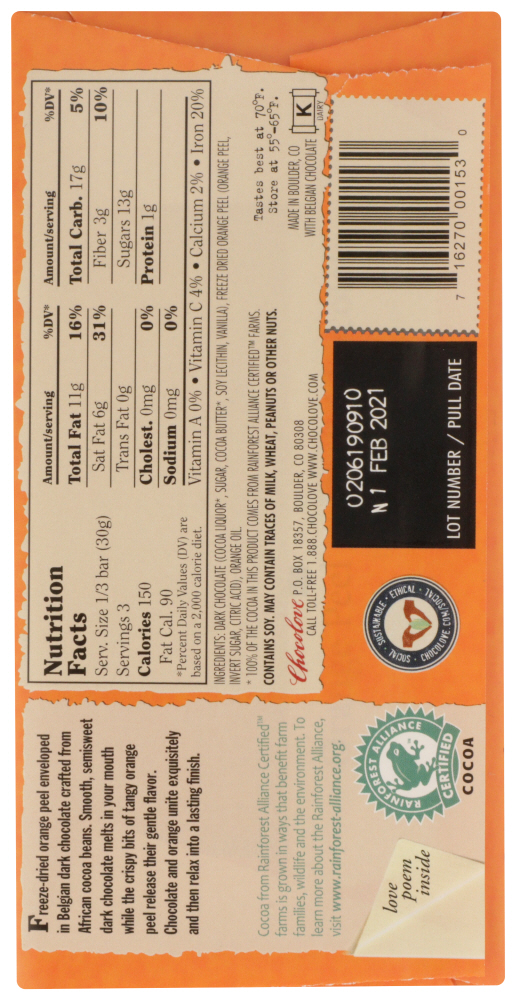 Freeze-dried orange peel enveloped
in Belgian dark chocolate crafted from
African cocoa beans. Smooth, semisweet
dark chocolate melts in your mouth
while the crispy bits of tangy orange
peel release their gentle flavor.
Chocolate and orange unite exquisitely
and then relax into a lasting finish.
Cocoa from Rainforest Alliance Certified™
farms is grown in ways that benefit farm
families, wildlife and the environment. To
learn more about the Rainforest Alliance,
visit www.rainforest-alliance.org.
love
poem
inside
RAINFOREST ALLIANCE
CERTIFIED
COCOA
Nutrition
Facts
Serv. Size 1/3 bar (30g)
Servings 3
Calories 150
Fat Cal. 90
*Percent Daily Values (DV) are
based on a 2,000 calorie diet.
Amount/serving %DV* Amount/serving %DV*
Total Fat 11g 16% Total Carb. 17g 5%
Sat Fat 6g 31% Fiber 3g 10%
Trans Fat 0g Sugars 13g
Cholest. 0mg 0% Protein 1g
Sodium 0mg 0%
Vitamin A 0% • Vitamin C 4% • Calcium 2% • Iron 20%
INGREDIENTS: DARK CHOCOLATE (COCOA LIQUOR*, SUGAR, COCOA BUTTER*, SOY LECITHIN, VANILLA), FREEZE DRIED ORANGE PEEL (ORANGE PEEL,
INVERT SUGAR, CITRIC ACID), ORANGE OIL.
* 100% OF THE COCOA IN THIS PRODUCT COMES FROM RAINFOREST ALLIANCE CERTIFIED™ FARMS.
CONTAINS SOY. MAY CONTAIN TRACES OF MILK, WHEAT, PEANUTS OR OTHER NUTS.
Chocolove P.O. BOX 18357, BOULDER, CO 80308
CALL TOLL-FREE 1.888.CHOCOLOVE WWW.CHOCOLOVE.COM
Tastes best at 70°F.
Store at 55°-65°F.
MADE IN BOULDER, CO
WITH BELGIAN CHOCOLATE
K
DAIRY
SOCIAL • SUSTAINABLE • ETHICAL •
CHOCOLOVE.COM/SOCIAL
0206190910
N1 FEB 2021
LOT NUMBER / PULL DATE
7 16270 00153 0